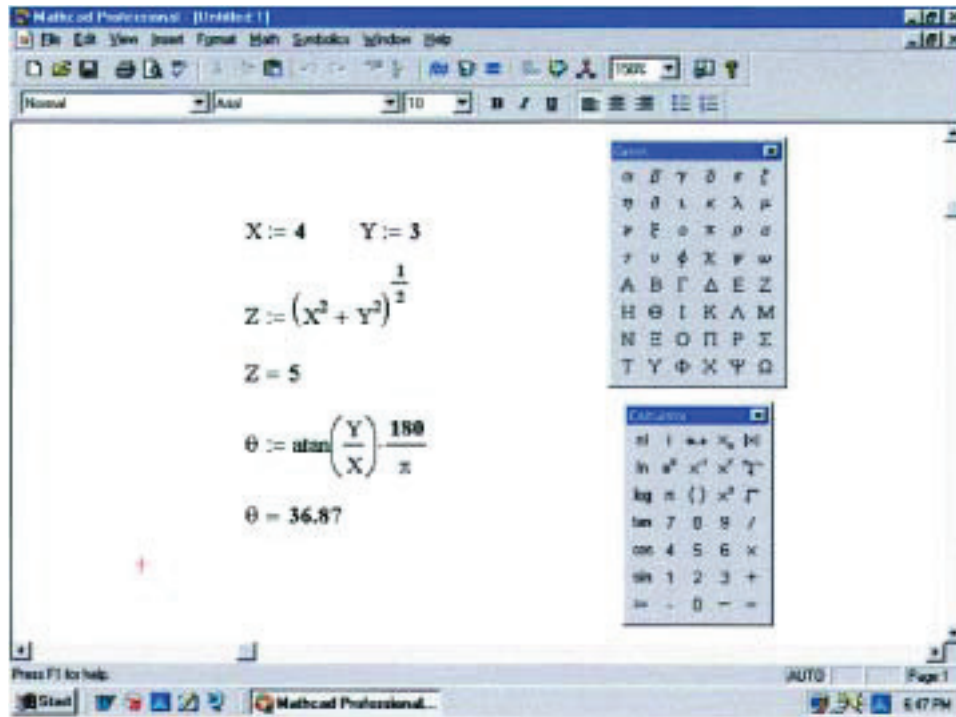 Mathcad Professional - [Untitled:1]
File Edit View Insert Format Math Symbolics Window Help
150%
Normal Arial 10 B I U
Greek
α β γ δ ε ζ
η θ ι κ λ μ
ν ξ ο π ρ σ
τ υ φ χ ψ ω
Α Β Γ Δ Ε Ζ
Η Θ Ι Κ Λ Μ
Ν Ξ Ο Π Ρ Σ
Τ Υ Φ Χ Ψ Ω
X := 4 Y := 3
Z := (X² + Y²)^(1/2)
Z = 5
θ := atan(Y/X)·180/π
θ = 36.87
Calculator
n! i |x|
ln
log π ( )
tan 7 8 9 /
cos 4 5 6 ×
sin 1 2 3 +
:= . 0 − =
Press F1 for help.
AUTO Page 1
Start Mathcad Professional... 6:47 PM